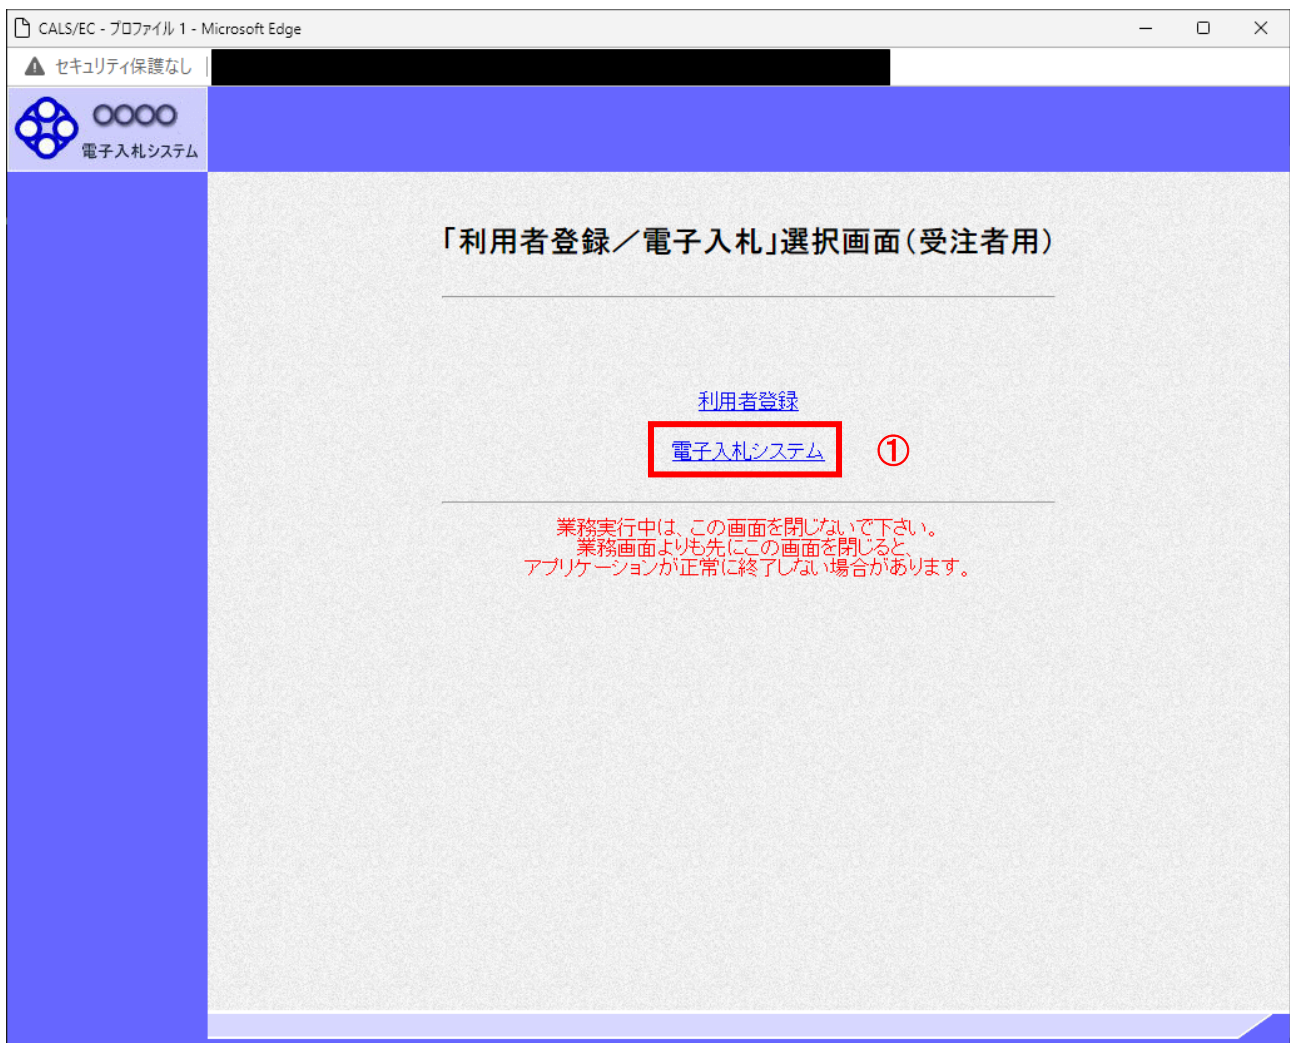 CALS/EC - プロファイル 1 - Microsoft Edge
セキュリティ保護なし
○○○○
電子入札システム
「利用者登録／電子入札」選択画面(受注者用)
利用者登録
電子入札システム ①
業務実行中は、この画面を閉じないで下さい。
業務画面よりも先にこの画面を閉じると、
アプリケーションが正常に終了しない場合があります。